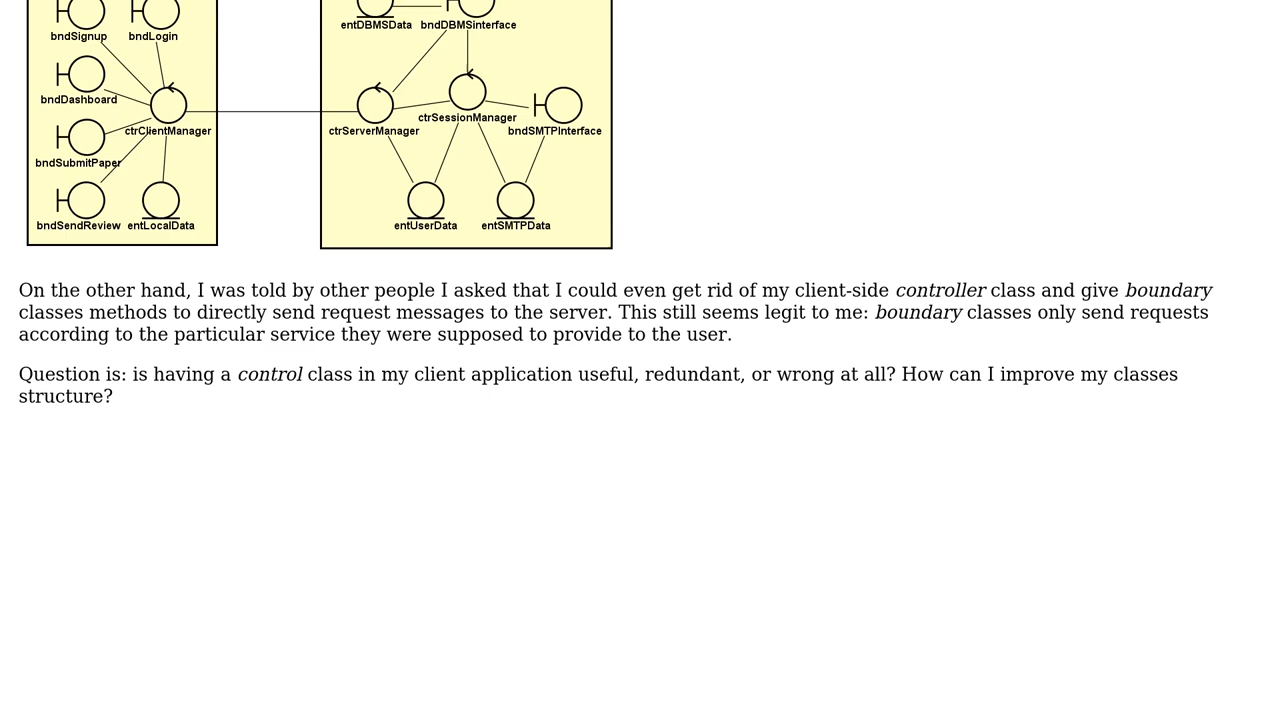 entDBMSData bndDBMSinterface
bndSignup bndLogin
bndDashboard
ctrSessionManager
ctrClientManager ctrServerManager bndSMTPInterface
bndSubmitPaper
bndSendReview entLocalData entUserData entSMTPData
On the other hand, I was told by other people I asked that I could even get rid of my client-side controller class and give boundary
classes methods to directly send request messages to the server. This still seems legit to me: boundary classes only send requests
according to the particular service they were supposed to provide to the user.
Question is: is having a control class in my client application useful, redundant, or wrong at all? How can I improve my classes
structure?